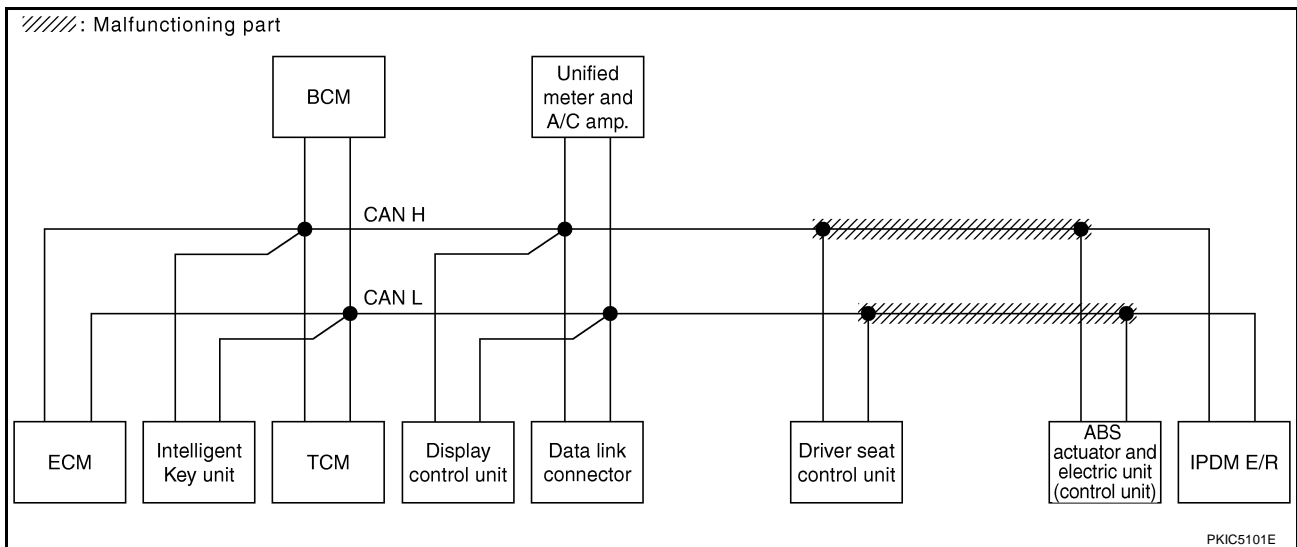 : Malfunctioning part
BCM
Unified
meter and
A/C amp.
CAN H
CAN L
ECM
Intelligent
Key unit
TCM
Display
control unit
Data link
connector
Driver seat
control unit
ABS
actuator and
electric unit
(control unit)
IPDM E/R
PKIC5101E